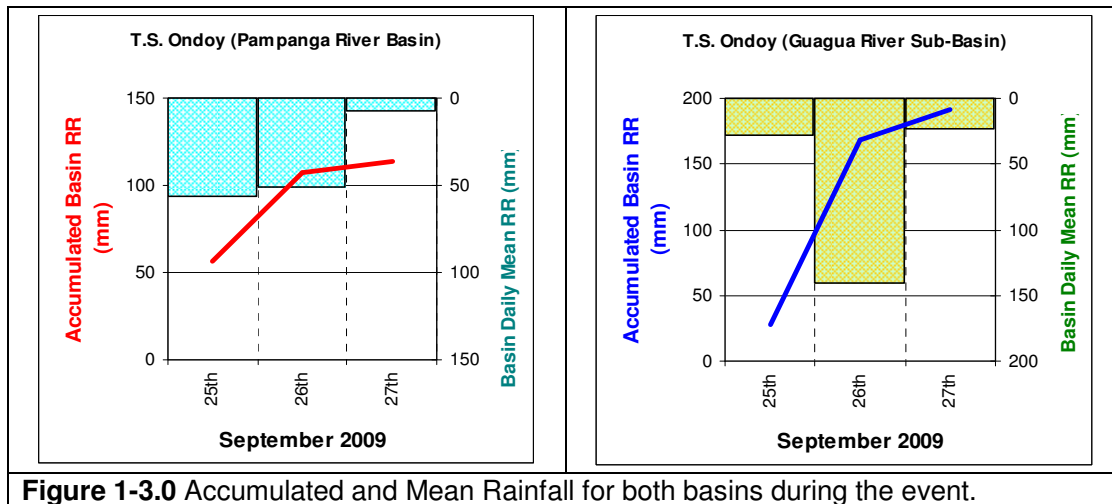 T.S. Ondoy (Pampanga River Basin)
Accumulated Basin RR
(mm)
150
100
50
0
0
50
100
150
Basin Daily Mean RR (mm)
25th
26th
27th
September 2009
T.S. Ondoy (Guagua River Sub-Basin)
Accumulated Basin RR
(mm)
200
150
100
50
0
0
50
100
150
200
Basin Daily Mean RR (mm)
25th
26th
27th
September 2009
Figure 1-3.0 Accumulated and Mean Rainfall for both basins during the event.